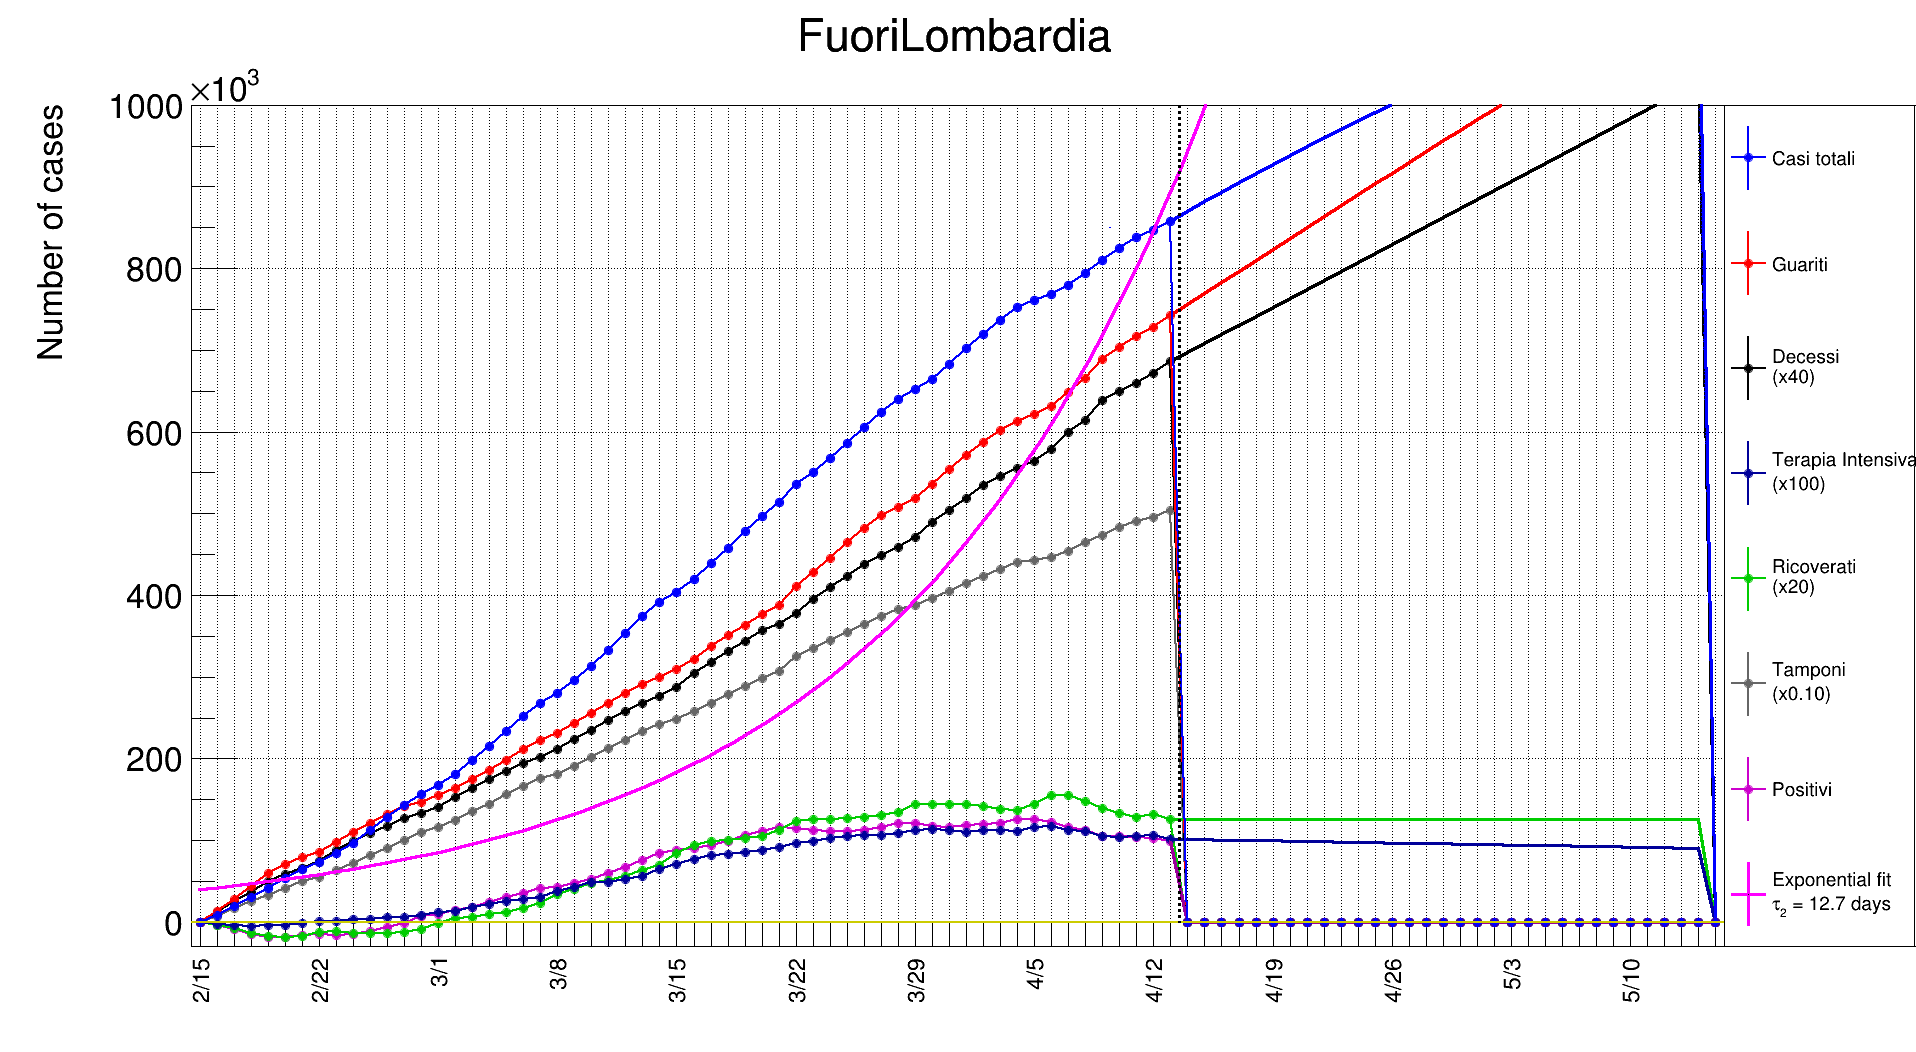 FuoriLombardia
×10³
Number of cases
1000
800
600
400
200
0
2/15
2/22
3/1
3/8
3/15
3/22
3/29
4/5
4/12
4/19
4/26
5/3
5/10
Casi totali
Guariti
Decessi
(x40)
Terapia Intensiva
(x100)
Ricoverati
(x20)
Tamponi
(x0.10)
Positivi
Exponential fit
τ₂ = 12.7 days